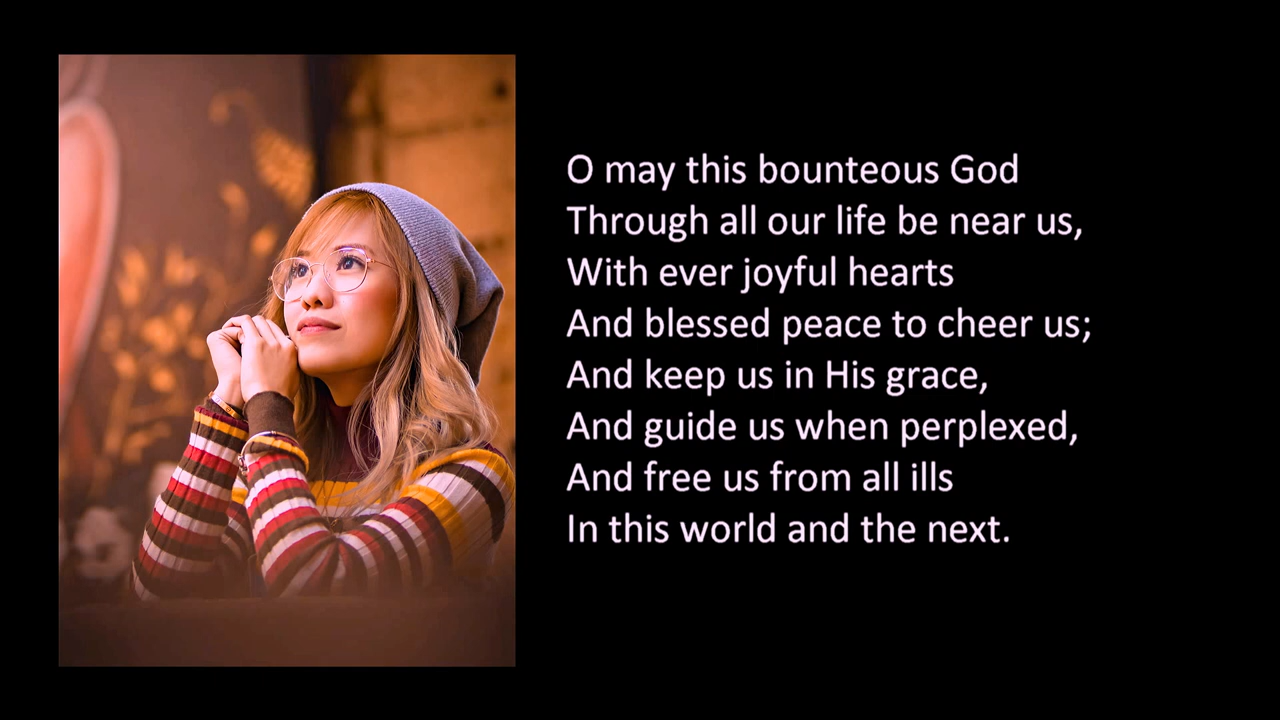 O may this bounteous God
Through all our life be near us,
With ever joyful hearts
And blessed peace to cheer us;
And keep us in His grace,
And guide us when perplexed,
And free us from all ills
In this world and the next.